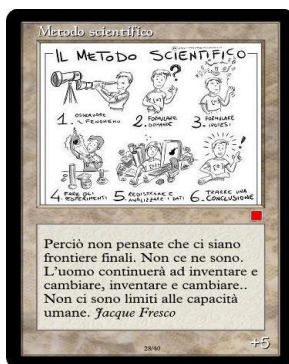 Metodo scientifico
IL METODO SCIENTIFICO
1. OSSERVARE IL FENOMENO
2. FORMULARE DOMANDE
3. FORMULARE IPOTESI
4. FARE GLI ESPERIMENTI
5. REGISTRARE E ANALIZZARE I DATI
6. TRARRE UNA CONCLUSIONE
Perciò non pensate che ci siano
frontiere finali. Non ce ne sono.
L'uomo continuerà ad inventare e
cambiare, inventare e cambiare..
Non ci sono limiti alle capacità
umane. Jacque Fresco
28/40
+5